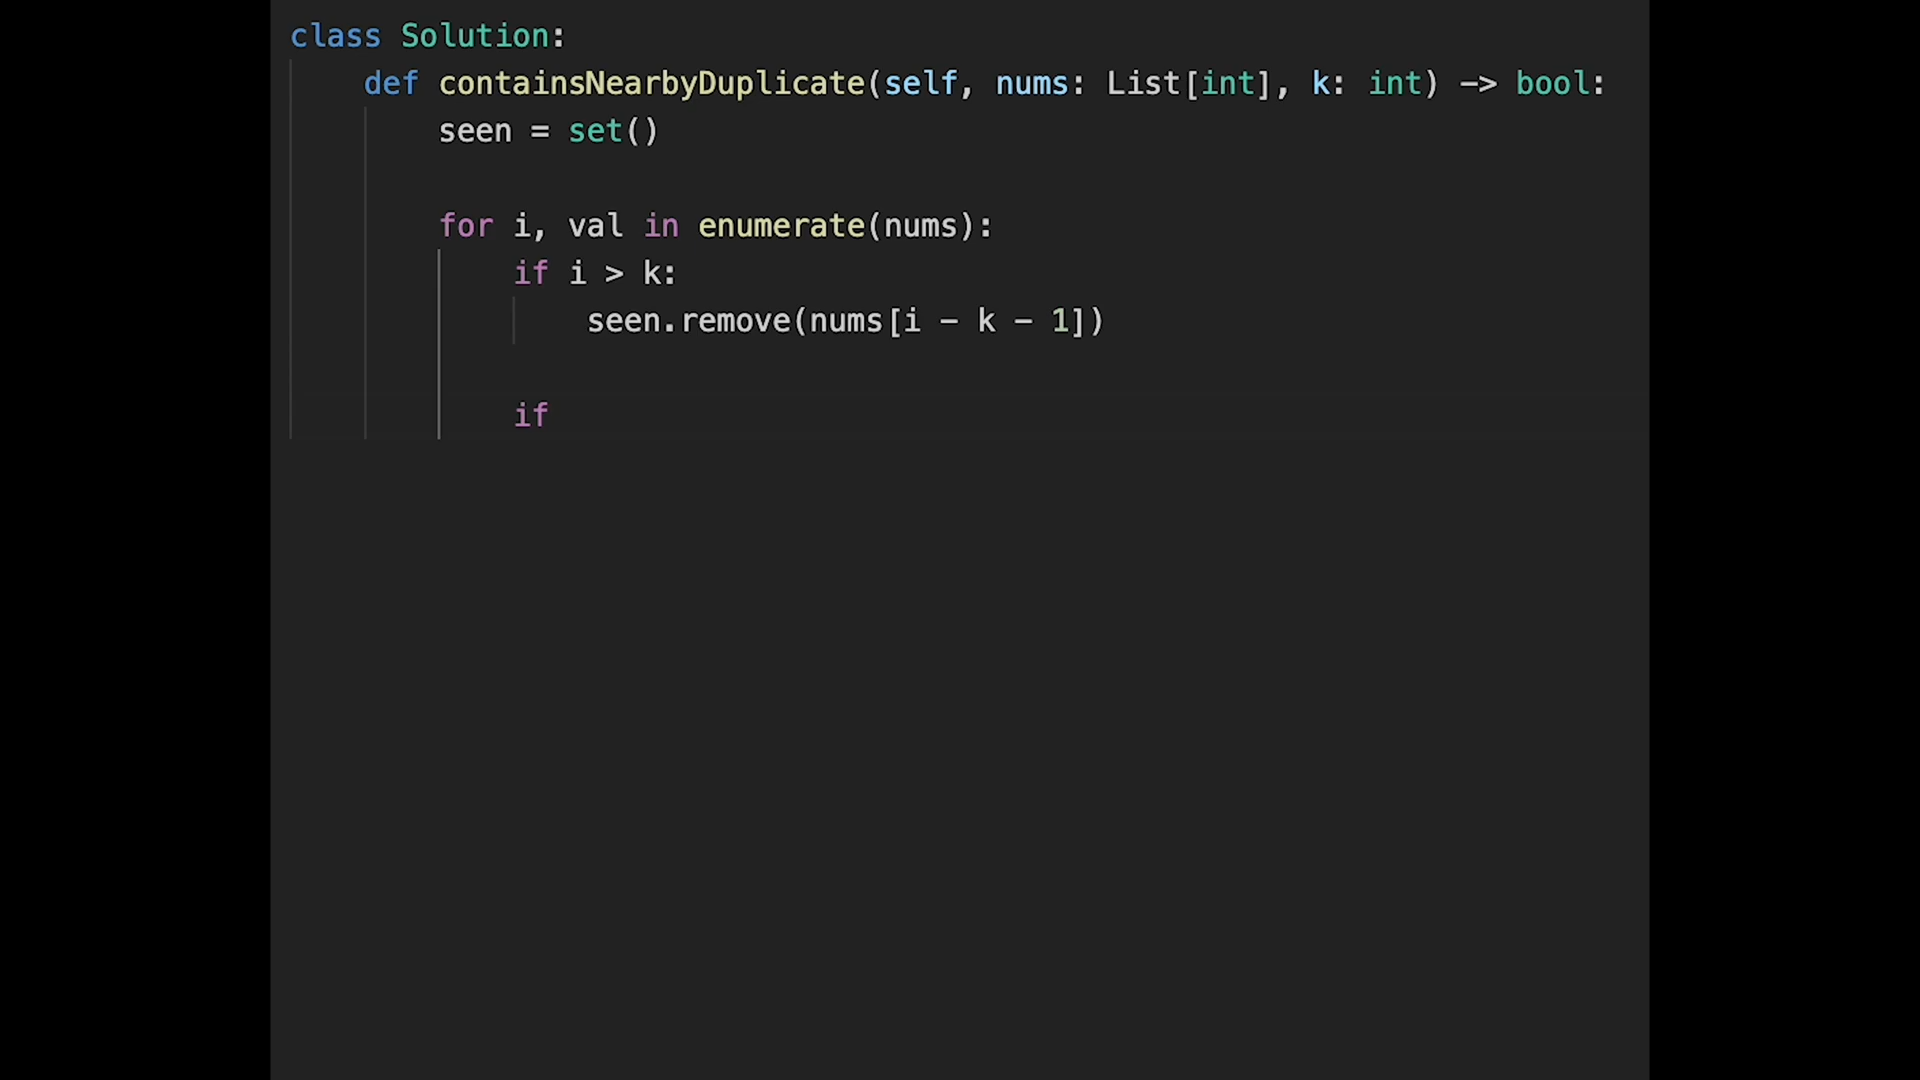 class Solution:
    def containsNearbyDuplicate(self, nums: List[int], k: int) -> bool:
        seen = set()
        for i, val in enumerate(nums):
            if i > k:
                seen.remove(nums[i - k - 1])
            if